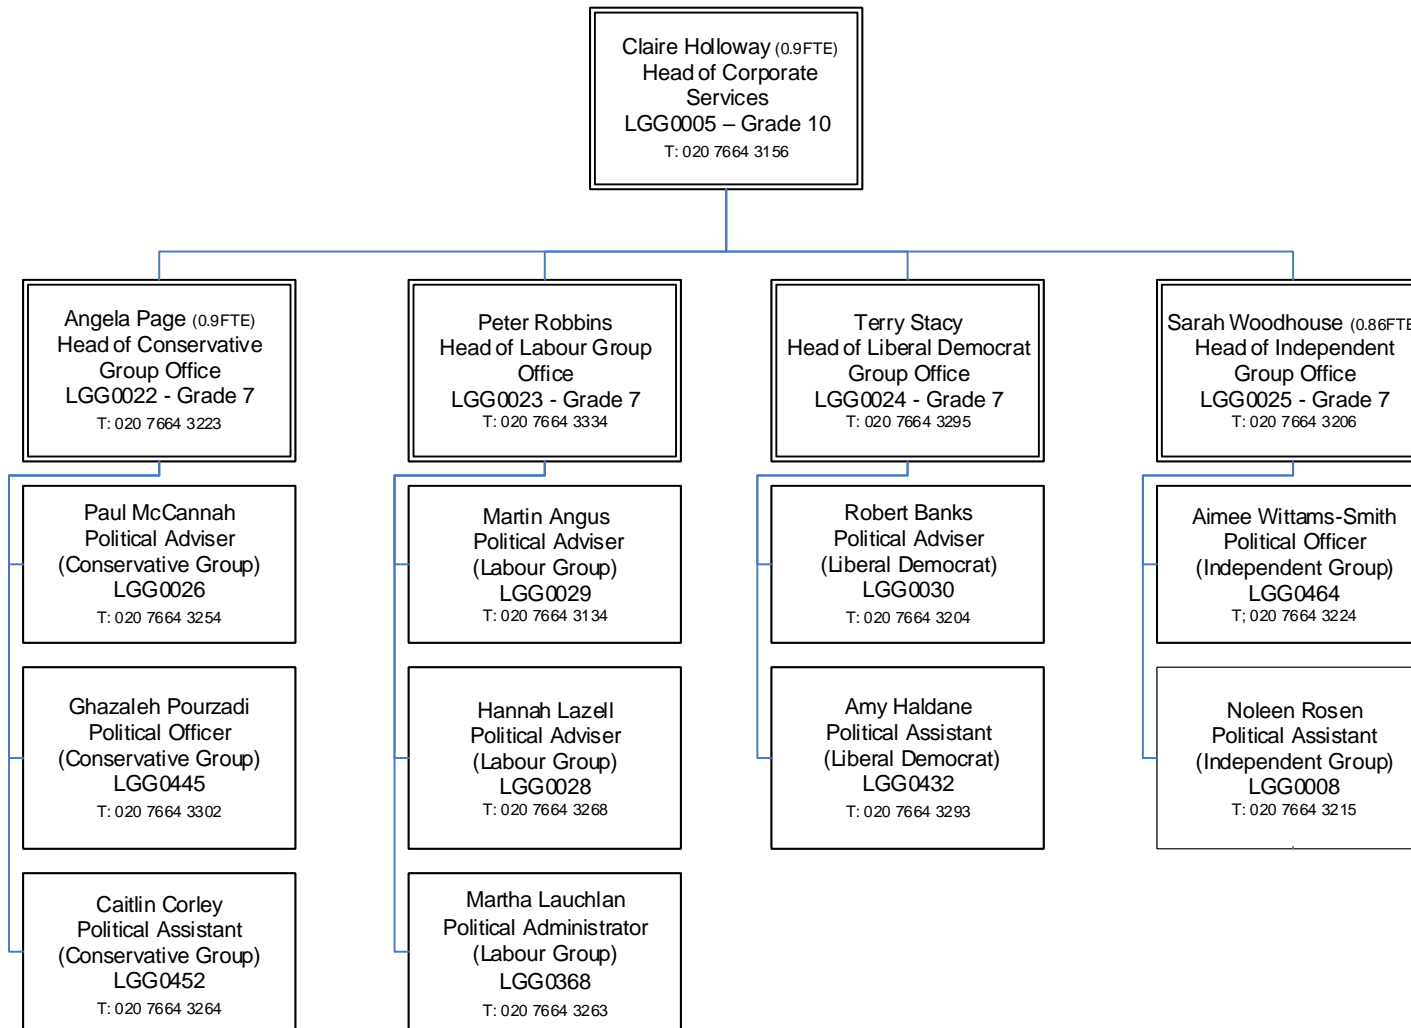 Claire Holloway (0.9FTE)
Head of Corporate
Services
LGG0005 – Grade 10
T: 020 7664 3156
Angela Page (0.9FTE)
Head of Conservative
Group Office
LGG0022 - Grade 7
T: 020 7664 3223
Peter Robbins
Head of Labour Group
Office
LGG0023 - Grade 7
T: 020 7664 3334
Terry Stacy
Head of Liberal Democrat
Group Office
LGG0024 - Grade 7
T: 020 7664 3295
Sarah Woodhouse (0.86FTE
Head of Independent
Group Office
LGG0025 - Grade 7
T: 020 7664 3206
Paul McCannah
Political Adviser
(Conservative Group)
LGG0026
T: 020 7664 3254
Martin Angus
Political Adviser
(Labour Group)
LGG0029
T: 020 7664 3134
Robert Banks
Political Adviser
(Liberal Democrat)
LGG0030
T: 020 7664 3204
Aimee Wittams-Smith
Political Officer
(Independent Group)
LGG0464
T; 020 7664 3224
Ghazaleh Pourzadi
Political Officer
(Conservative Group)
LGG0445
T: 020 7664 3302
Hannah Lazell
Political Adviser
(Labour Group)
LGG0028
T: 020 7664 3268
Amy Haldane
Political Assistant
(Liberal Democrat)
LGG0432
T: 020 7664 3293
Noleen Rosen
Political Assistant
(Independent Group)
LGG0008
T: 020 7664 3215
Caitlin Corley
Political Assistant
(Conservative Group)
LGG0452
T: 020 7664 3264
Martha Lauchlan
Political Administrator
(Labour Group)
LGG0368
T: 020 7664 3263